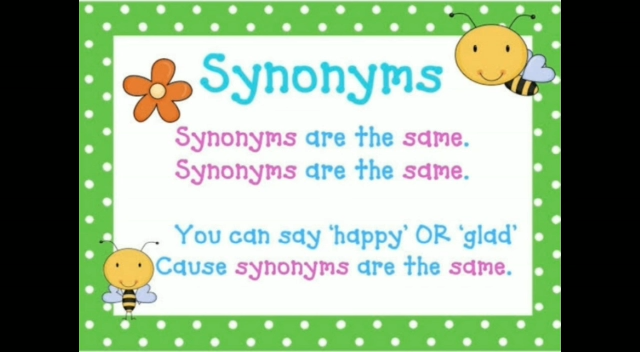 Synonyms
Synonyms are the same.
Synonyms are the same.
You can say 'happy' OR 'glad'
Cause synonyms are the same.